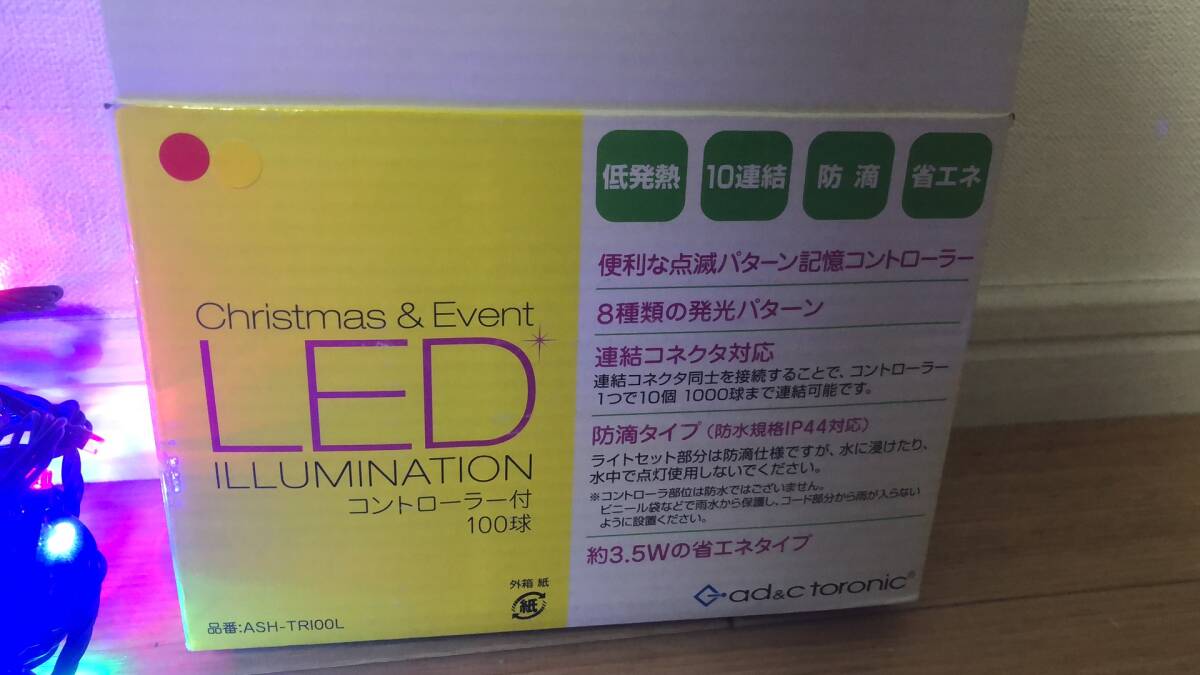 Christmas & Event
LED
ILLUMINATION
コントローラー付
100球
外箱 紙
紙
品番:ASH-TR100L
低発熱
10連結
防滴
省エネ
便利な点滅パターン記憶コントローラー
8種類の発光パターン
連結コネクタ対応
連結コネクタ同士を接続することで、コントローラー
1つで10個 1000球まで連結可能です。
防滴タイプ(防水規格IP44対応)
ライトセット部分は防滴仕様ですが、水に浸けたり、
水中で点灯使用しないでください。
※コントローラ部位は防水ではございません。
ビニール袋などで雨水から保護し、コード部分から雨が入らない
ように設置ください。
約3.5Wの省エネタイプ
ad&c toronic®